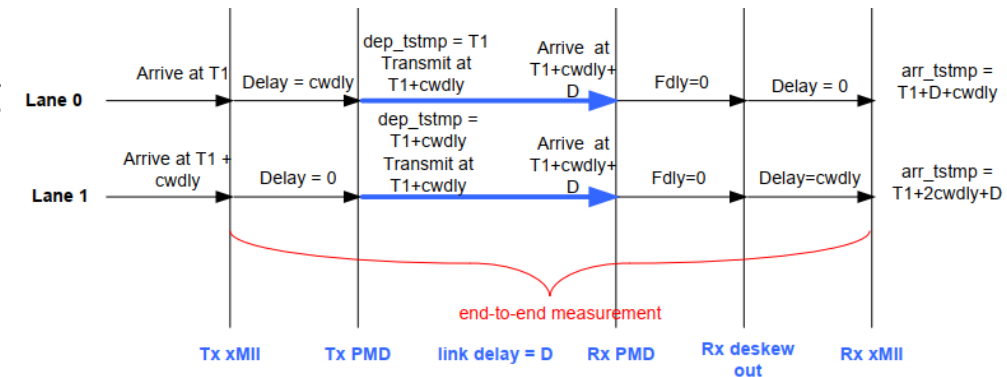 Lane 0
Arrive at T1
Delay = cwdly
dep_tstmp = T1
Transmit at
T1+cwdly
Arrive at
T1+cwdly+
D
Fdly=0
Delay = 0
arr_tstmp =
T1+D+cwdly
Lane 1
Arrive at T1 +
cwdly
Delay = 0
dep_tstmp =
T1+cwdly
Transmit at
T1+cwdly
Arrive at
T1+cwdly+
D
Fdly=0
Delay=cwdly
arr_tstmp =
T1+2cwdly+D
end-to-end measurement
Tx xMII
Tx PMD
link delay = D
Rx PMD
Rx deskew
out
Rx xMII